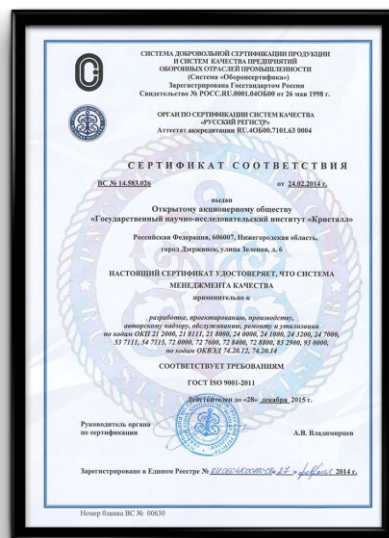 СИСТЕМА ДОБРОВОЛЬНОЙ СЕРТИФИКАЦИИ ПРОДУКЦИИ
И СИСТЕМ КАЧЕСТВА ПРЕДПРИЯТИЙ
ОБОРОННЫХ ОТРАСЛЕЙ ПРОМЫШЛЕННОСТИ
(Система «Оборонсертифика»)
Зарегистрирована Госстандартом России
Свидетельство № РОСС.RU.0001.04ОБ00 от 26 мая 1998 г.
ОРГАН ПО СЕРТИФИКАЦИИ СИСТЕМ КАЧЕСТВА
«РУССКИЙ РЕГИСТР»
Аттестат аккредитации RU.4ОБ00.7101.63 0004
СЕРТИФИКАТ СООТВЕТСТВИЯ
ВС № 14.583.026 от 24.02.2014 г.
выдан
Открытому акционерному обществу
«Государственный научно-исследовательский институт «Кристалл»
Российская Федерация, 606007, Нижегородская область,
город Дзержинск, улица Зеленая, д. 6
НАСТОЯЩИЙ СЕРТИФИКАТ УДОСТОВЕРЯЕТ, ЧТО СИСТЕМА
МЕНЕДЖМЕНТА КАЧЕСТВА
применительно к
разработке, проектированию, производству,
авторскому надзору, обслуживанию, ремонту и утилизации
по кодам ОКП 21 2000, 21 8111, 21 8000, 24 0000, 24 1000, 24 3200, 24 7000,
53 7111, 54 7115, 72 0000, 72 7600, 72 8400, 72 8800, 83 2900, 93 0000,
по кодам ОКВЭД 74.20.12, 74.20.14
СООТВЕТСТВУЕТ ТРЕБОВАНИЯМ
ГОСТ ISO 9001-2011
Действителен до «28» декабря 2015 г.
Руководитель органа
по сертификации А.В. Владимирцев
Зарегистрировано в Едином Реестре № « 27 » 2014 г.
Номер бланка ВС № 00630